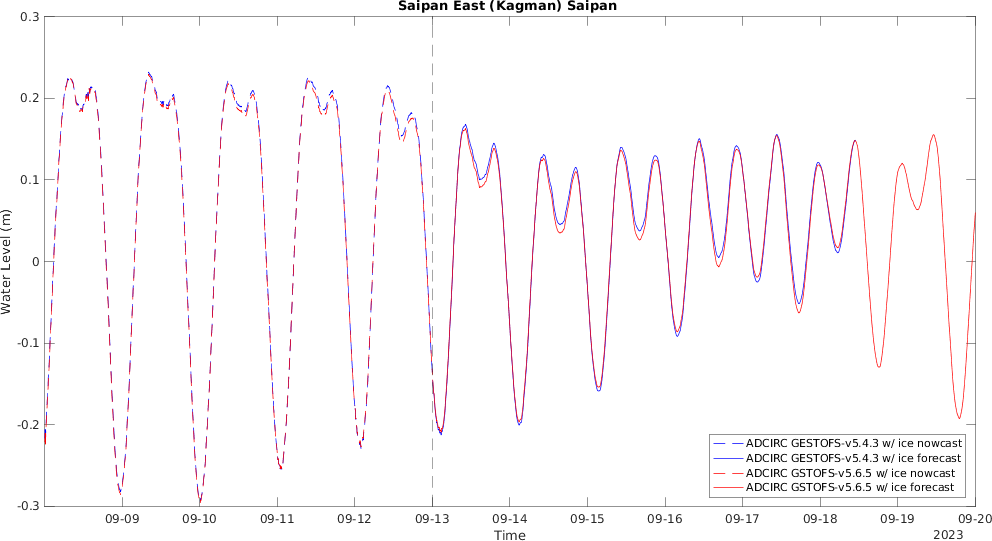 Saipan East (Kagman) Saipan
0.3
0.2
0.1
0
-0.1
-0.2
-0.3
Water Level (m)
ADCIRC GESTOFS-v5.4.3 w/ ice nowcast
ADCIRC GESTOFS-v5.4.3 w/ ice forecast
ADCIRC GSTOFS-v5.6.5 w/ ice nowcast
ADCIRC GSTOFS-v5.6.5 w/ ice forecast
09-09 09-10 09-11 09-12 09-13 09-14 09-15 09-16 09-17 09-18 09-19 09-20
Time
2023